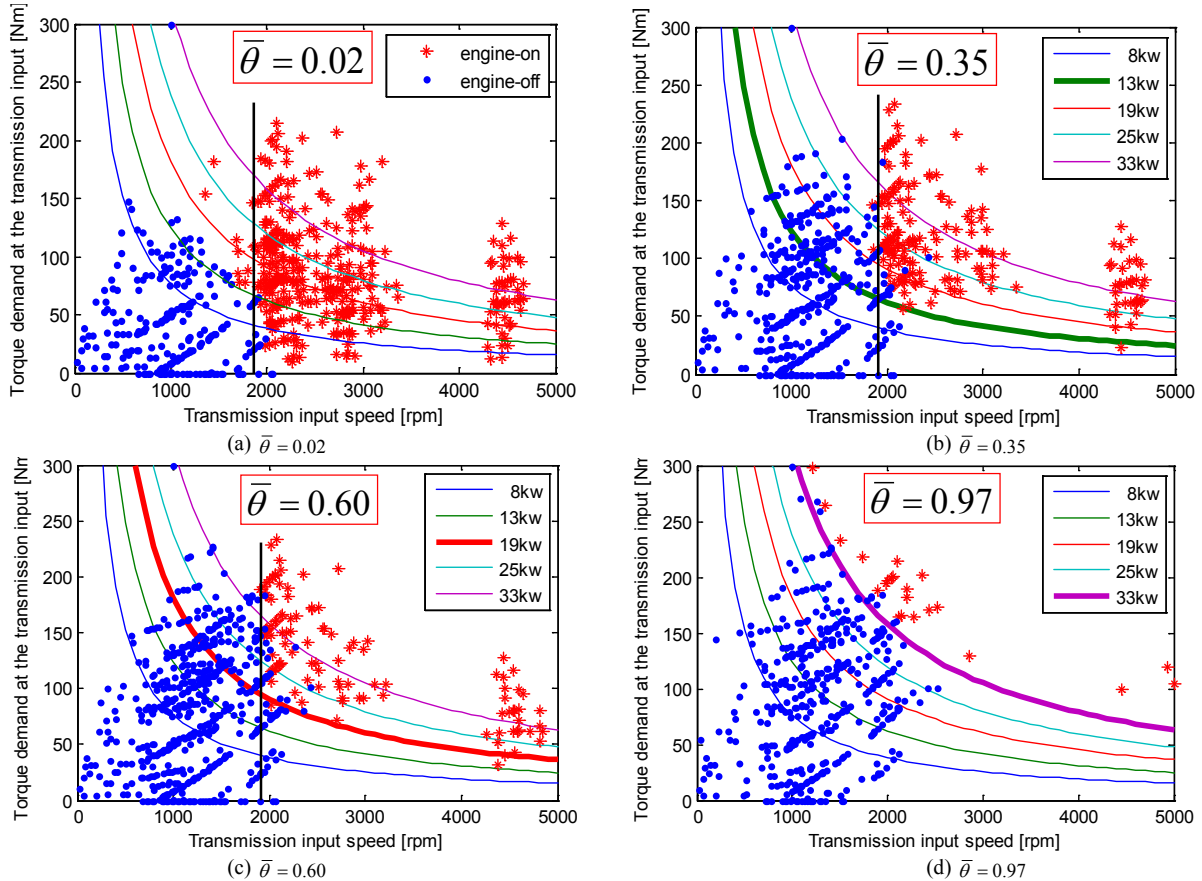 300
250
200
150
100
50
0
Torque demand at the transmission input [Nm]
θ̅ = 0.02
engine-on
engine-off
0 1000 2000 3000 4000 5000
Transmission input speed [rpm]
(a) θ̅ = 0.02
300
250
200
150
100
50
0
Torque demand at the transmission input [Nm]
θ̅ = 0.35
8kw
13kw
19kw
25kw
33kw
0 1000 2000 3000 4000 5000
Transmission input speed [rpm]
(b) θ̅ = 0.35
300
250
200
150
100
50
0
Torque demand at the transmission input [Nm
θ̅ = 0.60
8kw
13kw
19kw
25kw
33kw
0 1000 2000 3000 4000 5000
Transmission input speed [rpm]
(c) θ̅ = 0.60
300
250
200
150
100
50
0
Torque demand at the transmission input [Nm
θ̅ = 0.97
8kw
13kw
19kw
25kw
33kw
0 1000 2000 3000 4000 5000
Transmission input speed [rpm]
(d) θ̅ = 0.97